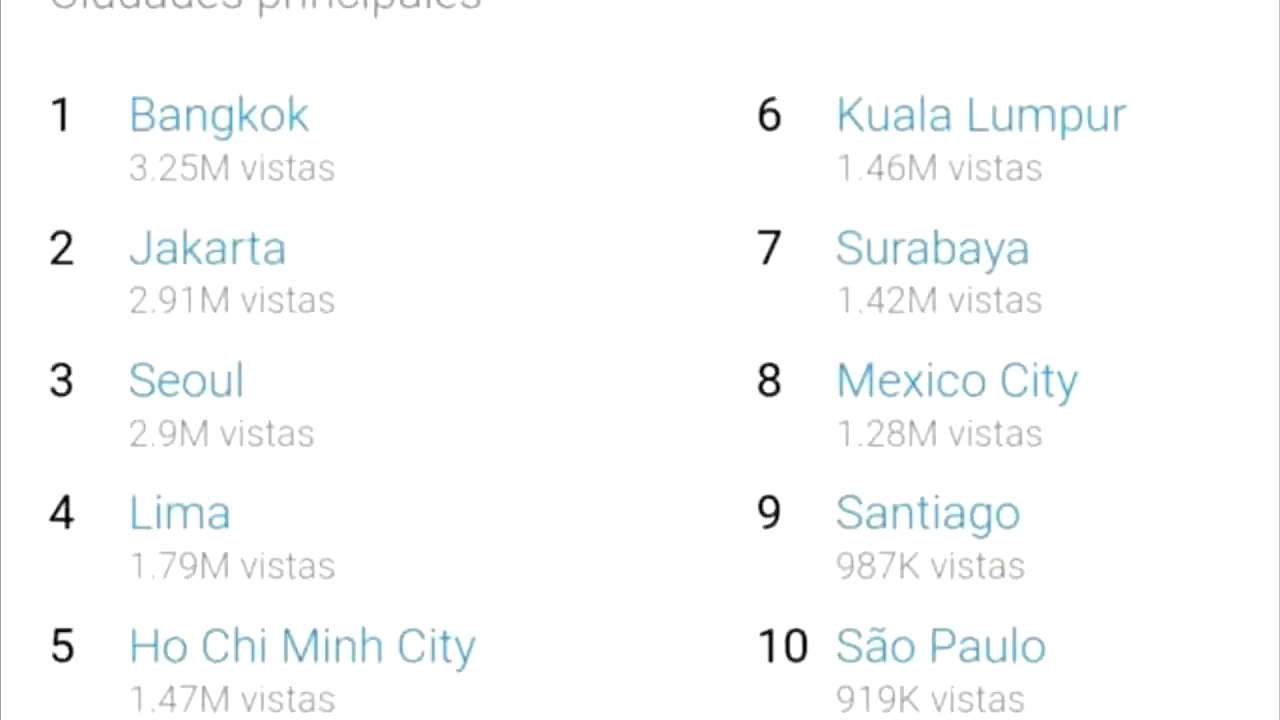 Ciudades principales
1 Bangkok
3.25M vistas
2 Jakarta
2.91M vistas
3 Seoul
2.9M vistas
4 Lima
1.79M vistas
5 Ho Chi Minh City
1.47M vistas
6 Kuala Lumpur
1.46M vistas
7 Surabaya
1.42M vistas
8 Mexico City
1.28M vistas
9 Santiago
987K vistas
10 São Paulo
919K vistas